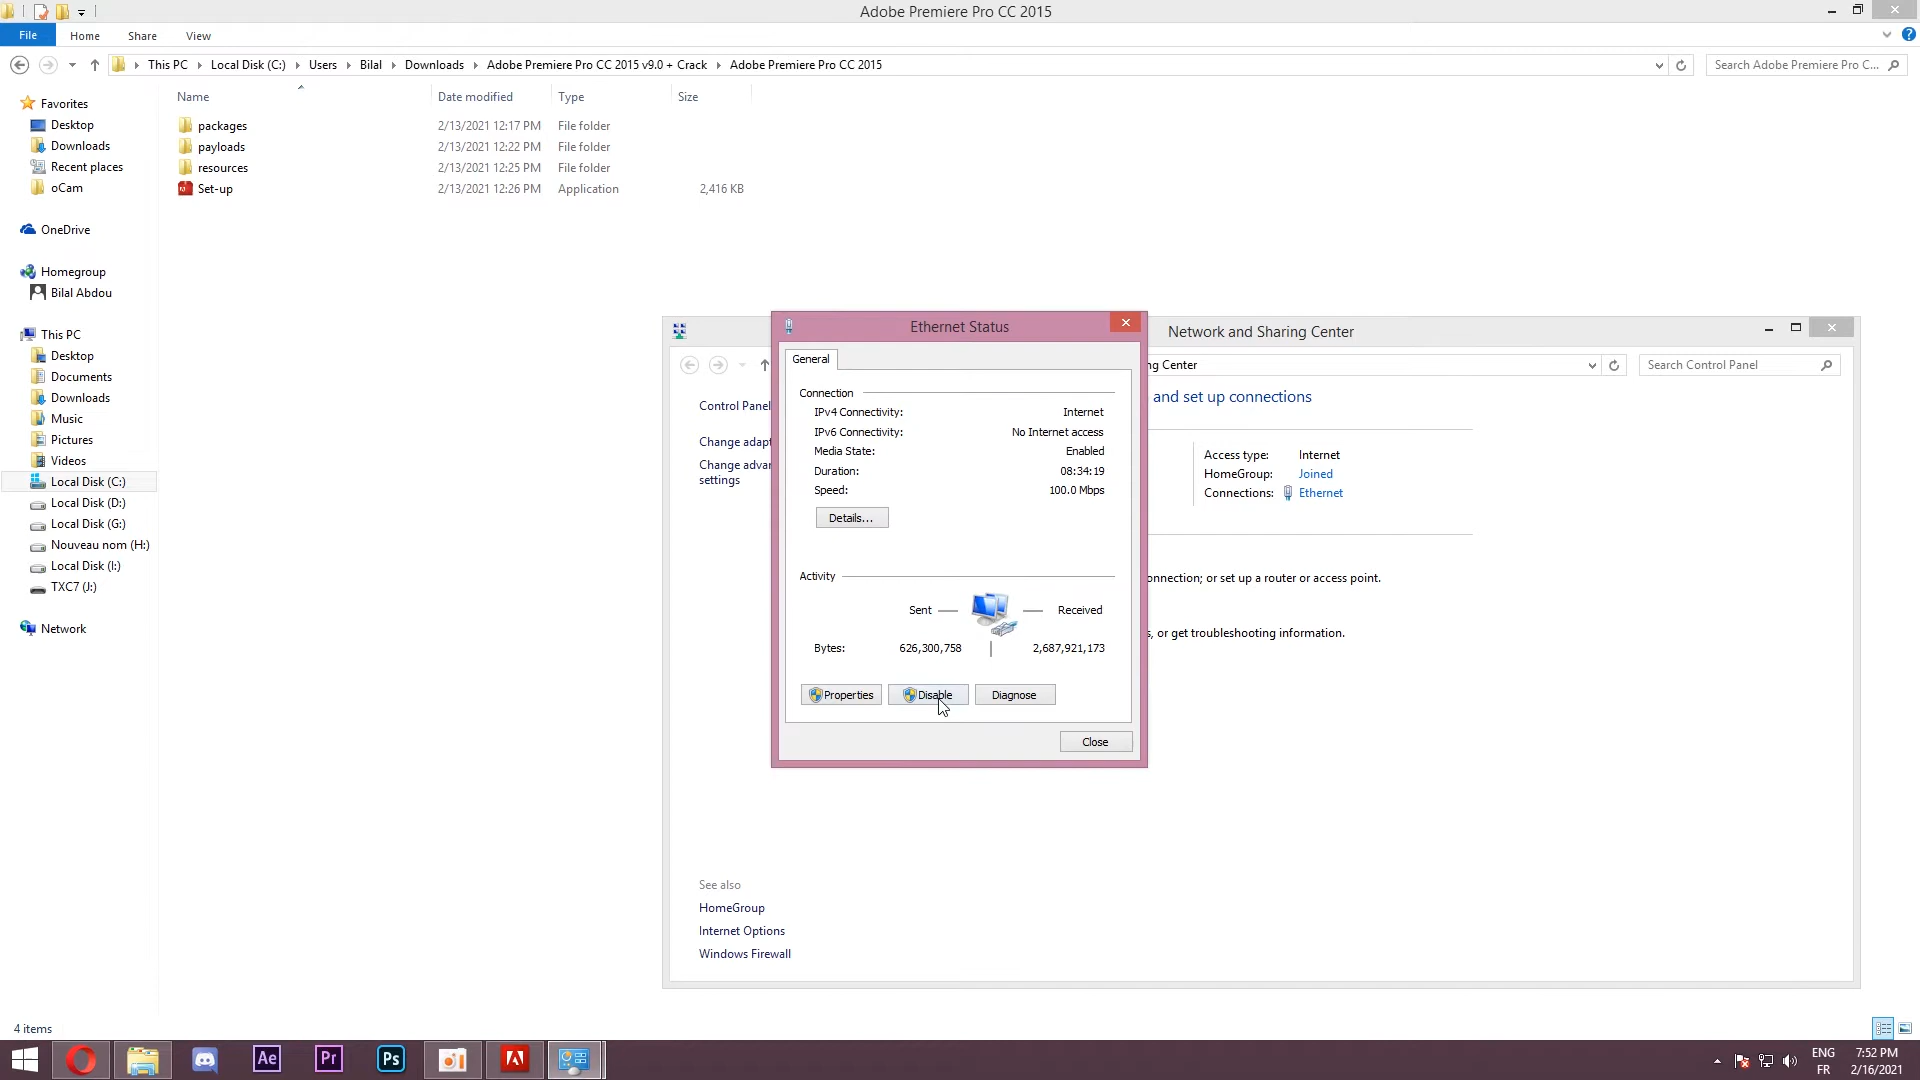 Adobe Premiere Pro CC 2015
File
Home
Share
View
This PC
Local Disk (C:)
Users
Bilal
Downloads
Adobe Premiere Pro CC 2015 v9.0 + Crack
Adobe Premiere Pro CC 2015
Search Adobe Premiere Pro C...
Name
Date modified
Type
Size
packages
2/13/2021 12:17 PM
File folder
payloads
2/13/2021 12:22 PM
File folder
resources
2/13/2021 12:25 PM
File folder
Set-up
2/13/2021 12:26 PM
Application
2,416 KB
Favorites
Desktop
Downloads
Recent places
oCam
OneDrive
Homegroup
Bilal Abdou
This PC
Desktop
Documents
Downloads
Music
Pictures
Videos
Local Disk (C:)
Local Disk (D:)
Local Disk (G:)
Nouveau nom (H:)
Local Disk (I:)
TXC7 (J:)
Network
Network and Sharing Center
ng Center
Search Control Panel
Control Panel
Change adapt
Change advar
settings
and set up connections
Access type:
Internet
HomeGroup:
Joined
Connections:
Ethernet
onnection; or set up a router or access point.
s, or get troubleshooting information.
See also
HomeGroup
Internet Options
Windows Firewall
Ethernet Status
General
Connection
IPv4 Connectivity:
Internet
IPv6 Connectivity:
No Internet access
Media State:
Enabled
Duration:
08:34:19
Speed:
100.0 Mbps
Details...
Activity
Sent
Received
Bytes:
626,300,758
2,687,921,173
Properties
Disable
Diagnose
Close
4 items
Ae
Pr
Ps
ENG
FR
7:52 PM
2/16/2021